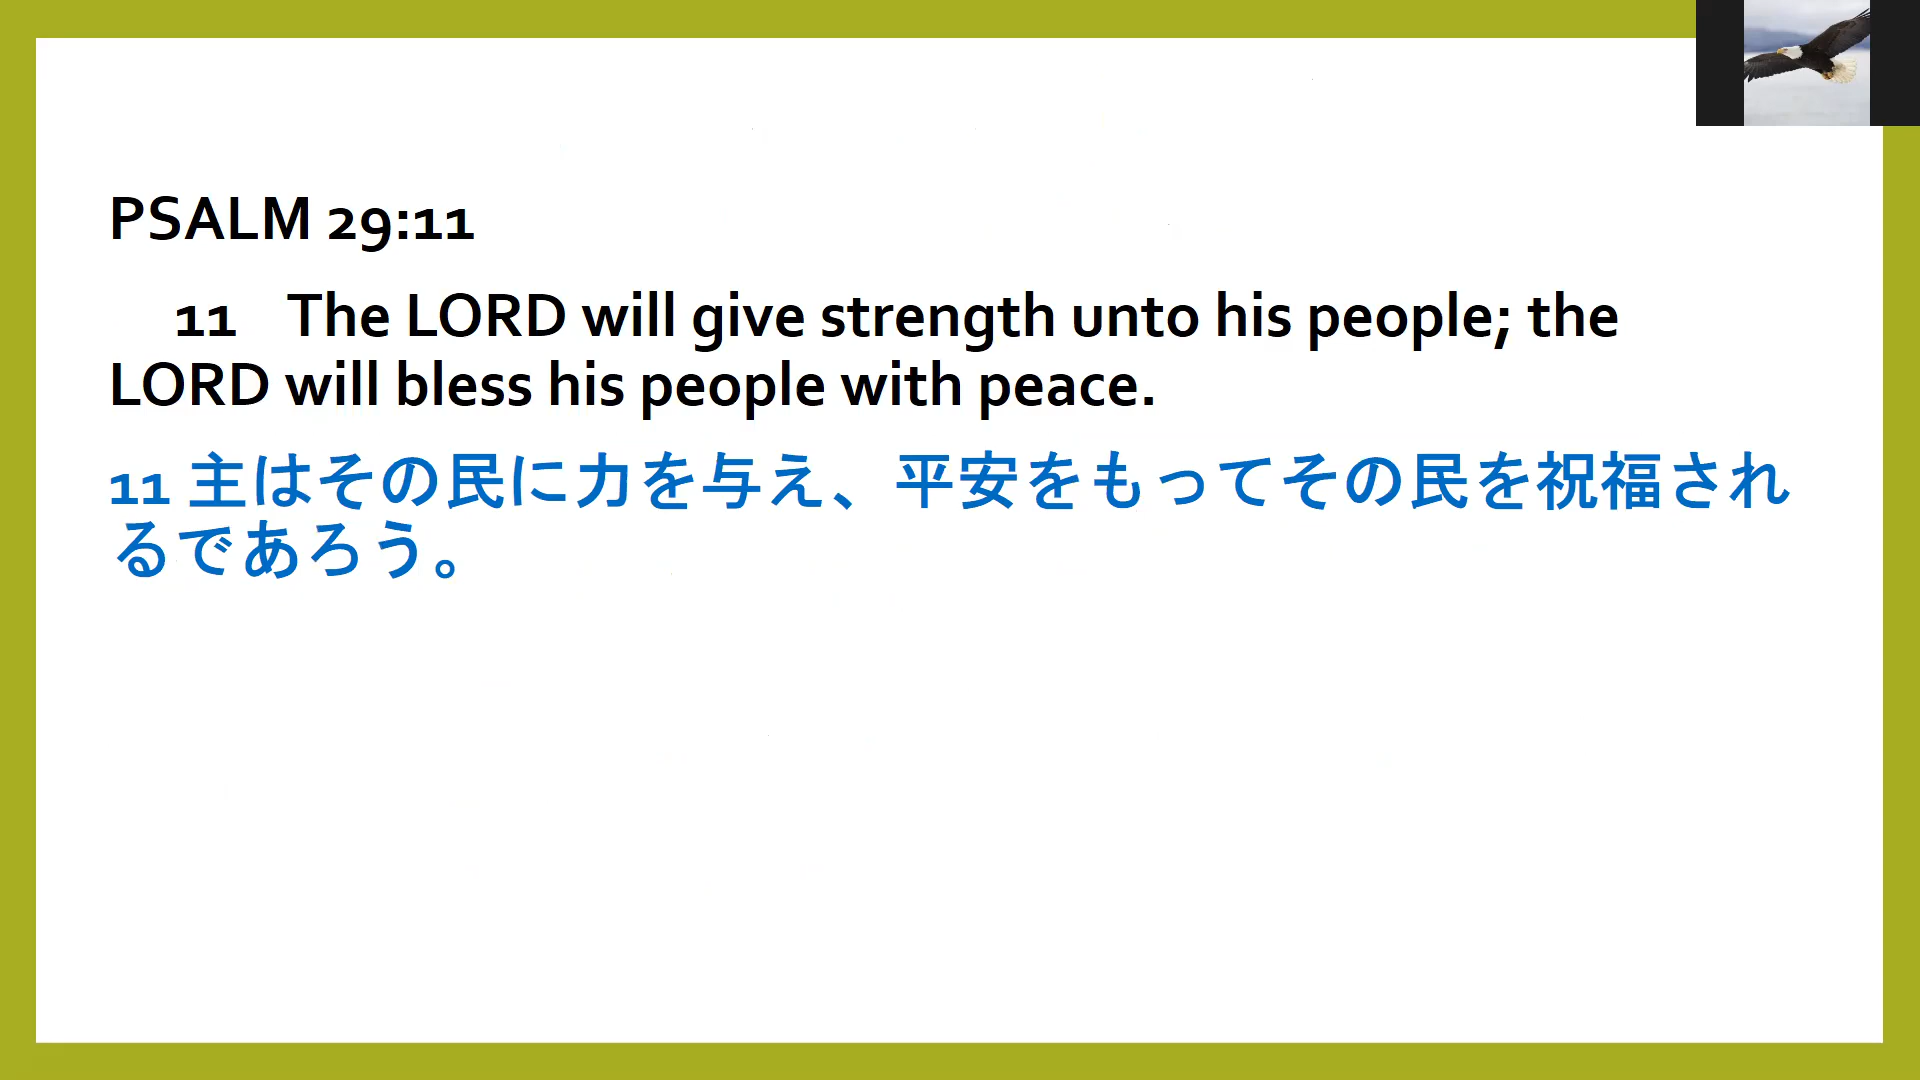 PSALM 29:11
11 The LORD will give strength unto his people; the
LORD will bless his people with peace.
11 主はその民に力を与え、平安をもってその民を祝福され
るであろう。